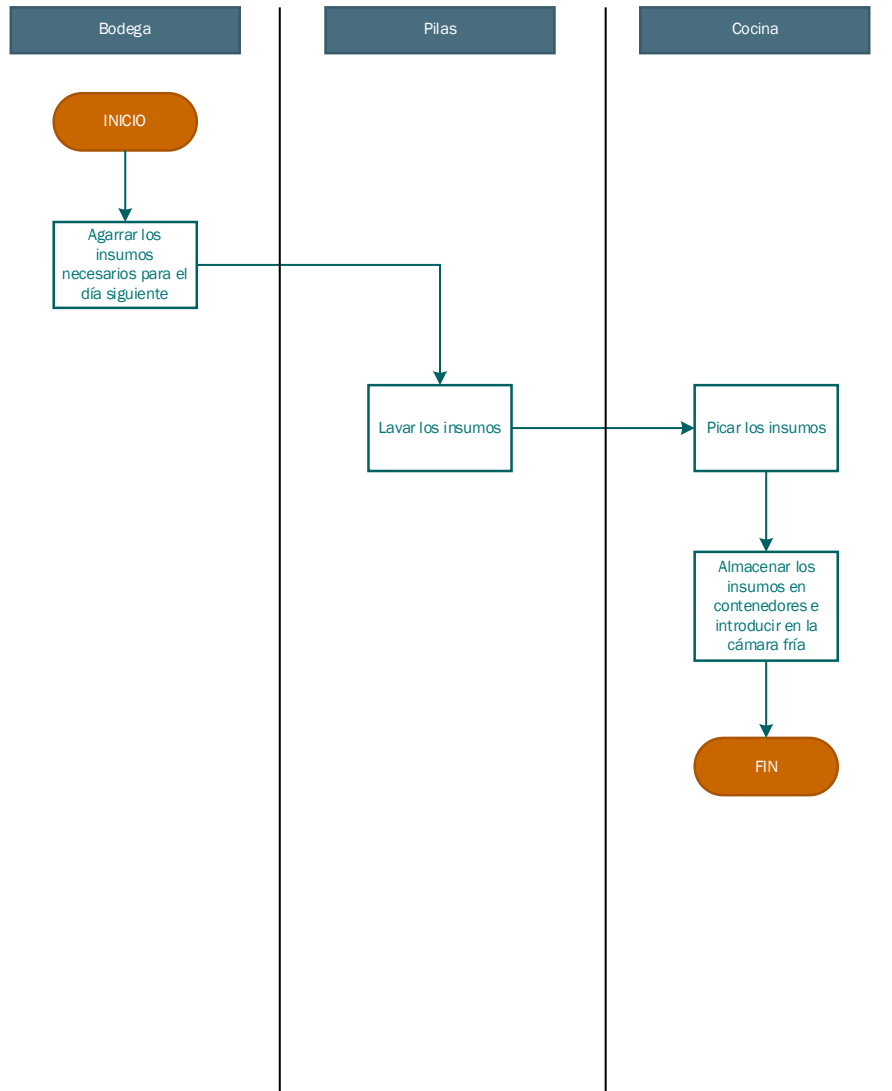 Bodega
Pilas
Cocina
INICIO
Agarrar los
insumos
necesarios para el
día siguiente
Lavar los insumos
Picar los insumos
Almacenar los
insumos en
contenedores e
introducir en la
cámara fría
FIN